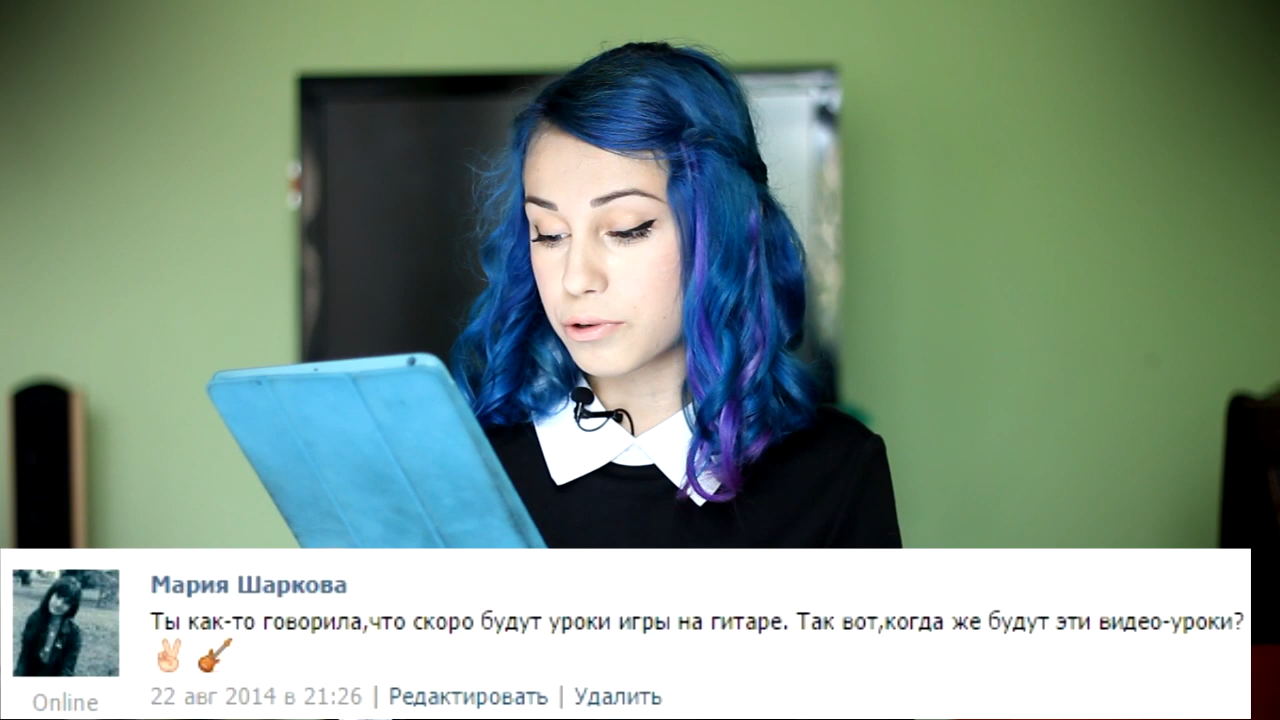 Мария Шаркова
Ты как-то говорила,что скоро будут уроки игры на гитаре. Так вот,когда же будут эти видео-уроки?
✌🎸
Online
22 авг 2014 в 21:26 | Редактировать | Удалить